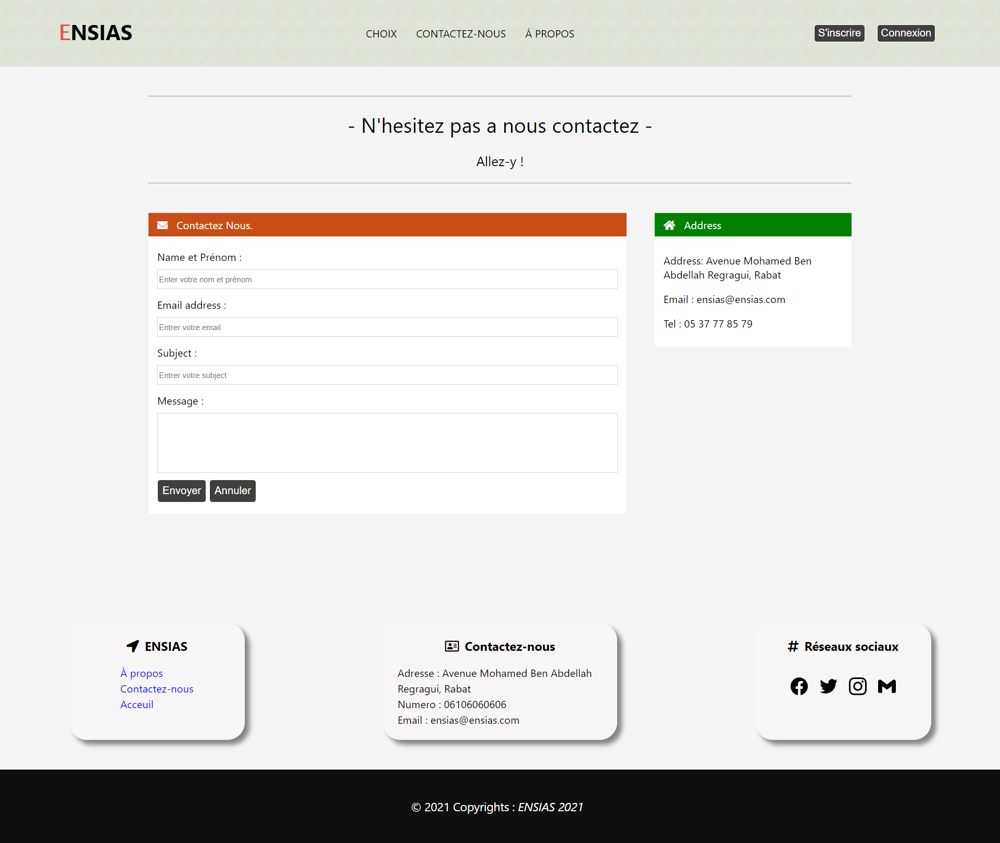 ENSIAS
CHOIX CONTACTEZ-NOUS Á PROPOS
S'inscrire Connexion
- N'hesitez pas a nous contactez -
Allez-y !
Contactez Nous.
Name et Prénom :
Enter votre nom et prénom
Email address :
Entrer votre email
Subject :
Entrer votre subject
Message :
Envoyer Annuler
Address
Address: Avenue Mohamed Ben
Abdellah Regragui, Rabat
Email : ensias@ensias.com
Tel : 05 37 77 85 79
ENSIAS
À propos
Contactez-nous
Acceuil
Contactez-nous
Adresse : Avenue Mohamed Ben Abdellah
Regragui, Rabat
Numero : 06106060606
Email : ensias@ensias.com
# Réseaux sociaux
© 2021 Copyrights : ENSIAS 2021